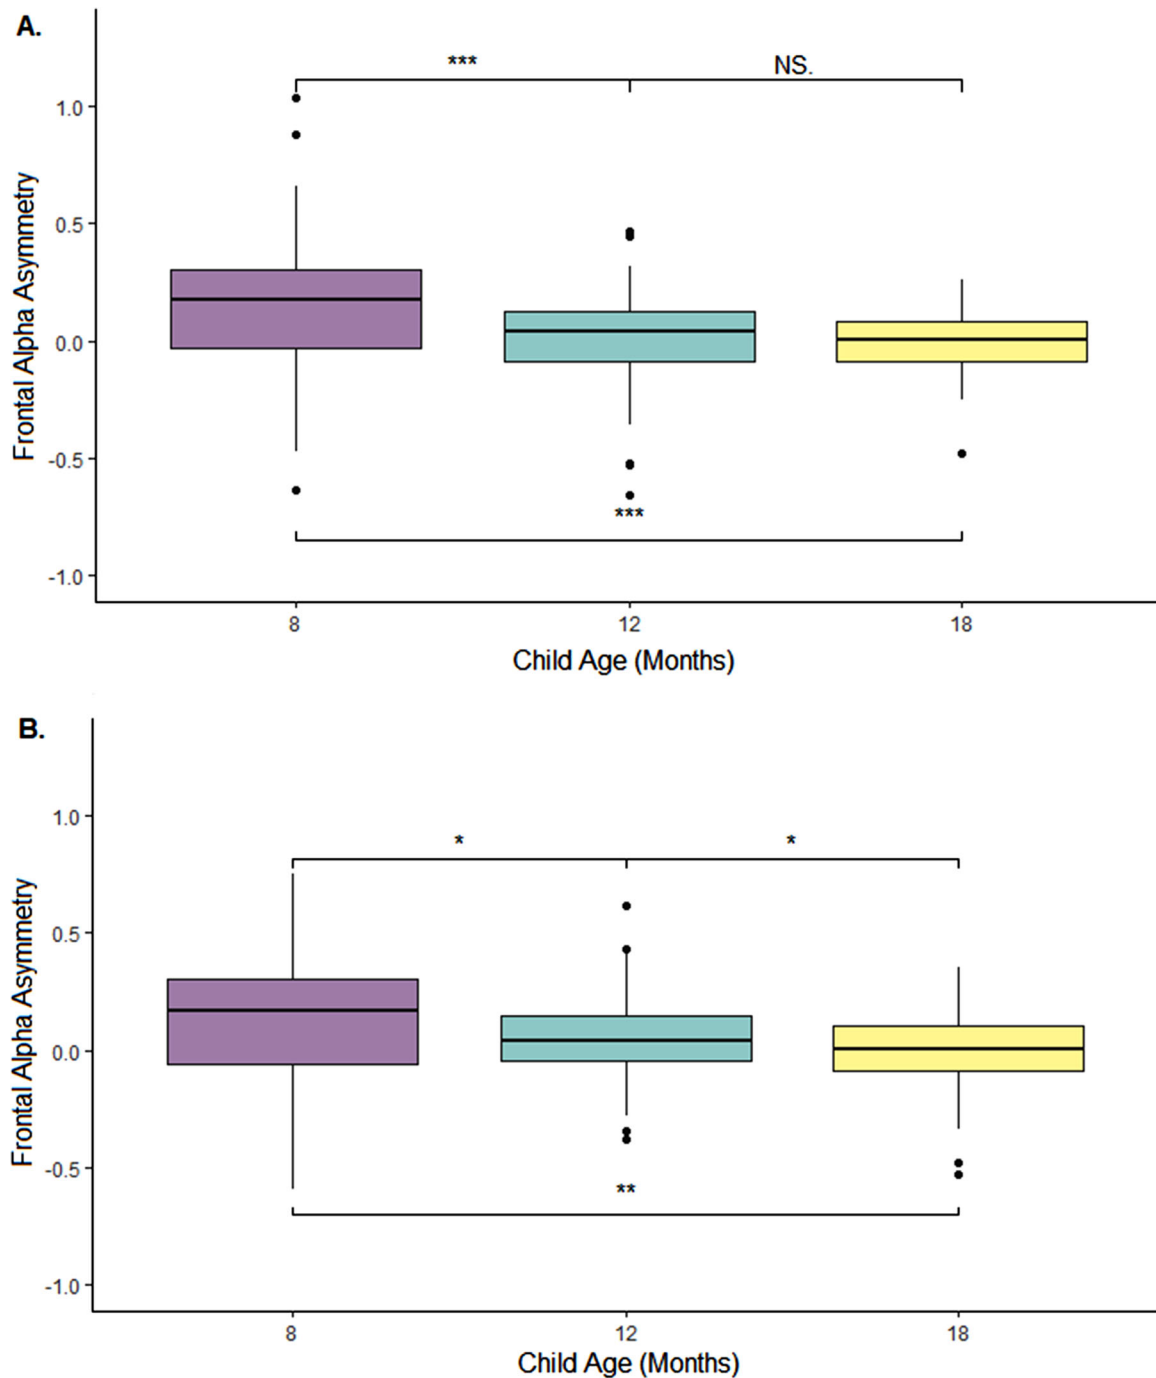 A.
*** NS.
1.0
0.5
0.0
-0.5
-1.0
Frontal Alpha Asymmetry
***
8 12 18
Child Age (Months)
B.
1.0
0.5
0.0
-0.5
-1.0
Frontal Alpha Asymmetry
* *
**
8 12 18
Child Age (Months)